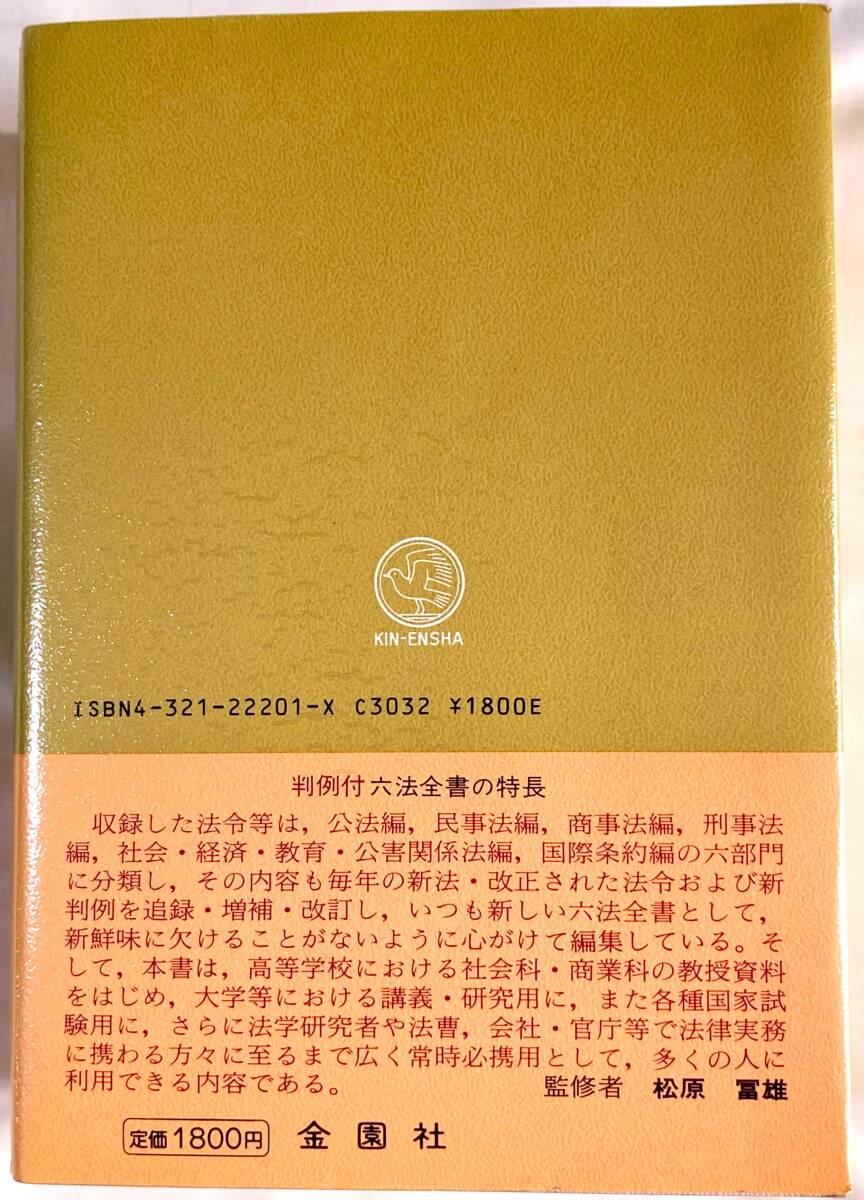 KIN-ENSHA
ISBN4-321-22201-X C3032 ¥1800E
判例付六法全書の特長
収録した法令等は，公法編，民事法編，商事法編，刑事法
編，社会・経済・教育・公害関係法編，国際条約編の六部門
に分類し，その内容も毎年の新法・改正された法令および新
判例を追録・増補・改訂し，いつも新しい六法全書として，
新鮮味に欠けることがないように心がけて編集している。そ
して，本書は，高等学校における社会科・商業科の教授資料
をはじめ，大学等における講義・研究用に，また各種国家試
験用に，さらに法学研究者や法曹，会社・官庁等で法律実務
に携わる方々に至るまで広く常時必携用として，多くの人に
利用できる内容である。 監修者 松原 冨雄
定価1800円 金園社